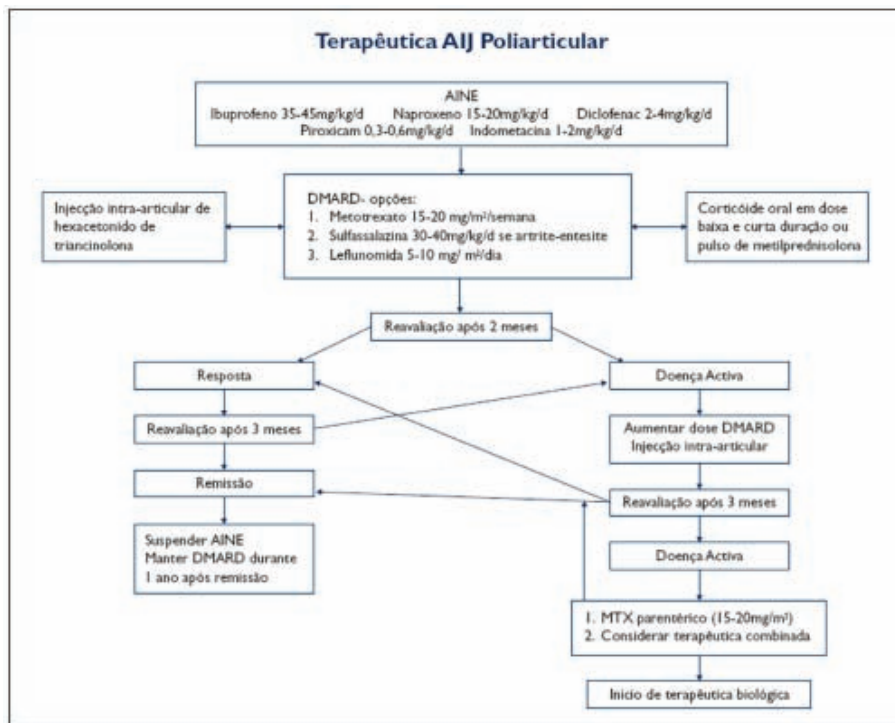 Terapêutica AIJ Poliarticular
AINE
Ibuprofeno 35-45mg/kg/d Naproxeno 15-20mg/kg/d Diclofenac 2-4mg/kg/d
Piroxicam 0,3-0,6mg/kg/d Indometacina 1-2mg/kg/d
Injecção intra-articular de
hexacetonido de
triancinolona
DMARD- opções:
1. Metotrexato 15-20 mg/m²/semana
2. Sulfassalazina 30-40mg/kg/d se artrite-entesite
3. Leflunomida 5-10 mg/ m²/dia
Corticóide oral em dose
baixa e curta duração ou
pulso de metilprednisolona
Reavaliação após 2 meses
Resposta
Doença Activa
Reavaliação após 3 meses
Aumentar dose DMARD
Injecção intra-articular
Remissão
Reavaliação após 3 meses
Suspender AINE
Manter DMARD durante
1 ano após remissão
Doença Activa
1. MTX parentérico (15-20mg/m²)
2. Considerar terapêutica combinada
Inicio de terapêutica biológica